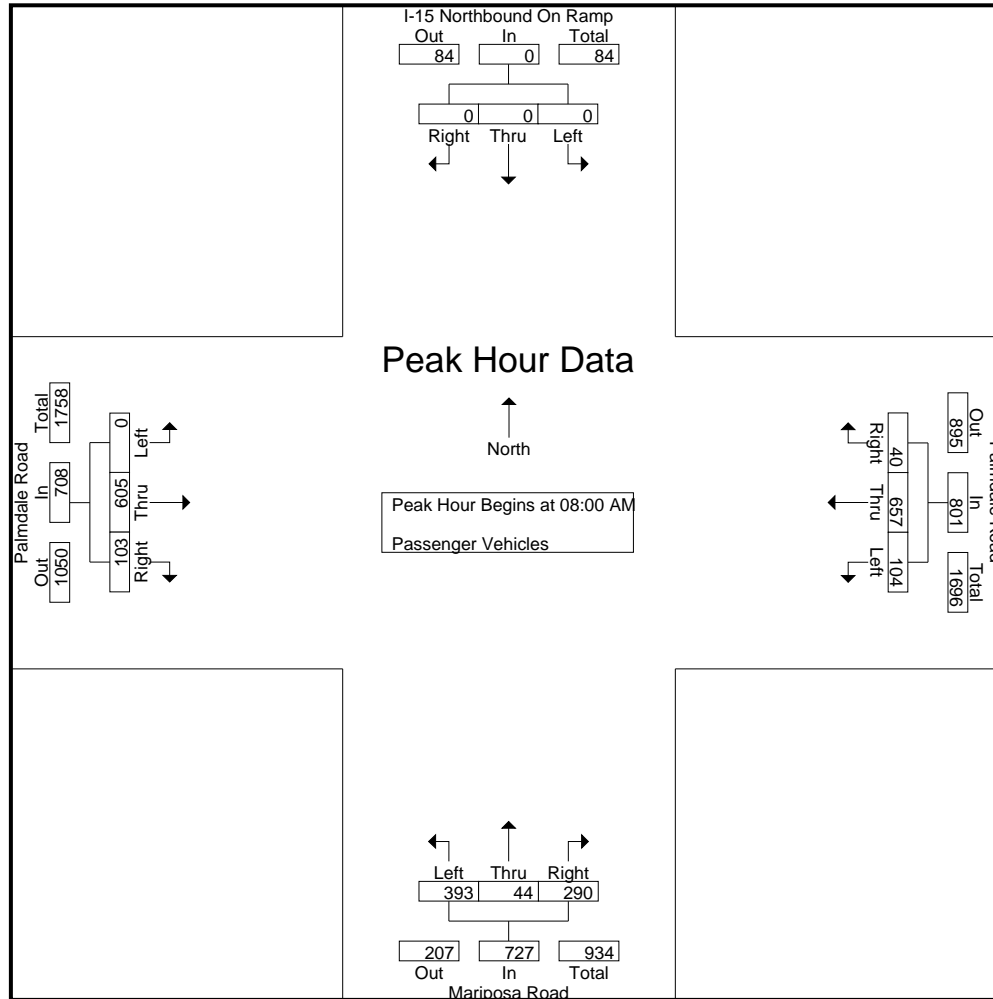 I-15 Northbound On Ramp
Out In Total
84 0 84
0 0 0
Right Thru Left
Peak Hour Data
North
Peak Hour Begins at 08:00 AM
Passenger Vehicles
Palmdale Road
Out In Total
1050 708 1758
103 605 0
Right Thru Left
Out In Total
895 801 1696
40 657 104
Right Thru Left
Left Thru Right
393 44 290
207 727 934
Out In Total
Mariposa Road